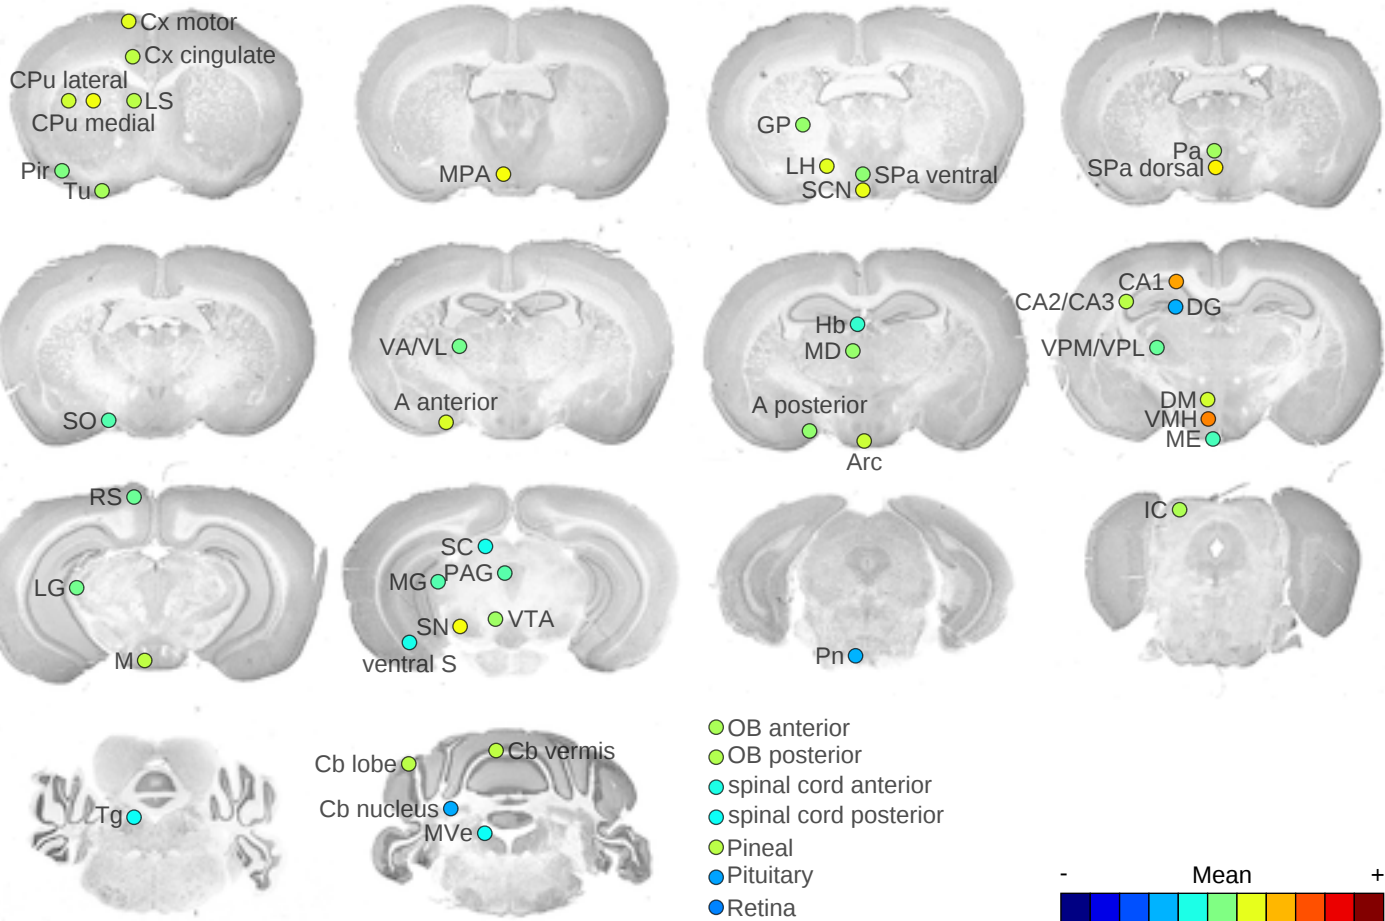 Cx motor
Cx cingulate
CPu lateral
LS
CPu medial
Pir
Tu
MPA
GP
LH
SPa ventral
SCN
Pa
SPa dorsal
SO
VA/VL
A anterior
Hb
MD
A posterior
Arc
CA1
CA2/CA3
DG
VPM/VPL
DM
VMH
ME
RS
LG
M
SC
MG
PAG
SN
VTA
ventral S
Pn
IC
Tg
Cb lobe
Cb vermis
Cb nucleus
MVe
OB anterior
OB posterior
spinal cord anterior
spinal cord posterior
Pineal
Pituitary
Retina
- Mean +